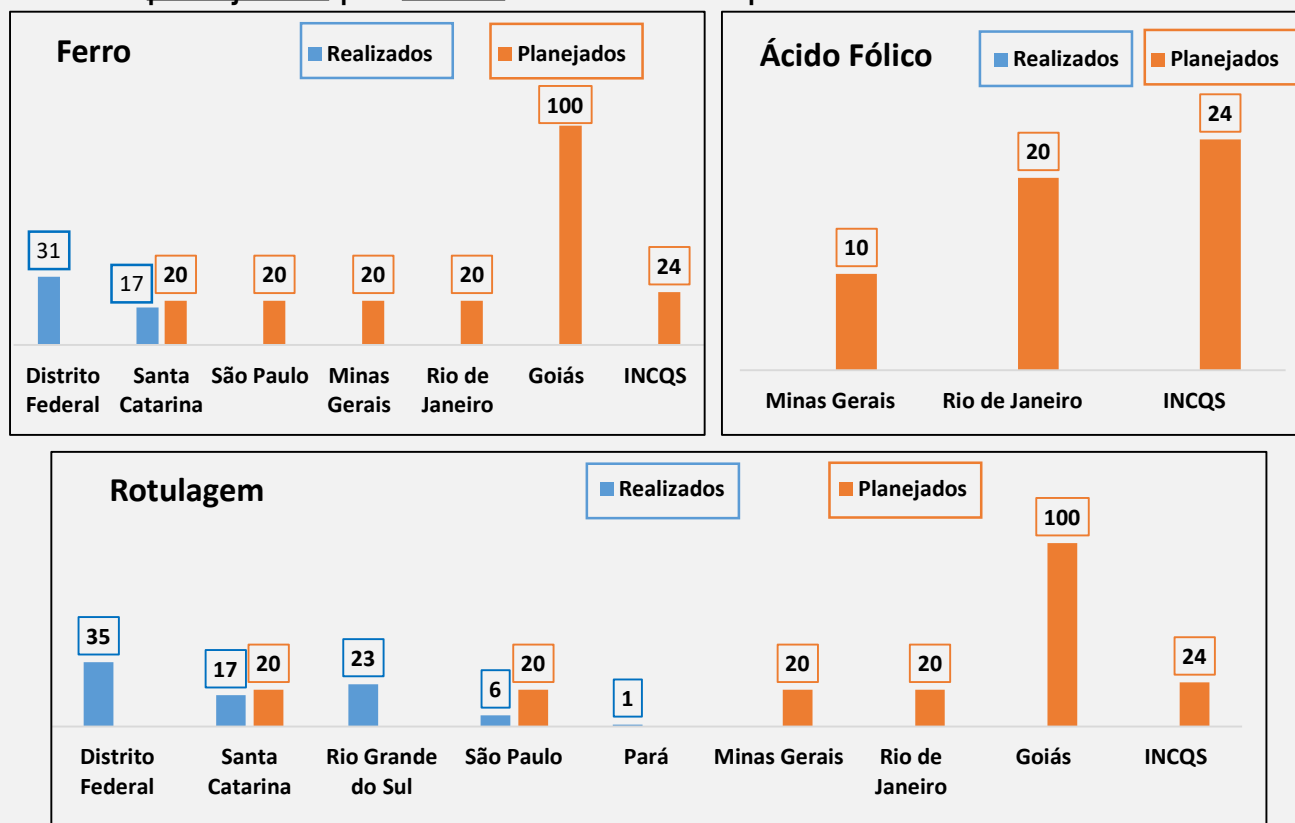 Ferro
Realizados
Planejados
100
31
17
20
20
20
20
24
Distrito Federal
Santa Catarina
São Paulo
Minas Gerais
Rio de Janeiro
Goiás
INCQS
Ácido Fólico
Realizados
Planejados
24
20
10
Minas Gerais
Rio de Janeiro
INCQS
Rotulagem
Realizados
Planejados
100
35
17
20
23
6
20
1
20
20
24
Distrito Federal
Santa Catarina
Rio Grande do Sul
São Paulo
Pará
Minas Gerais
Rio de Janeiro
Goiás
INCQS